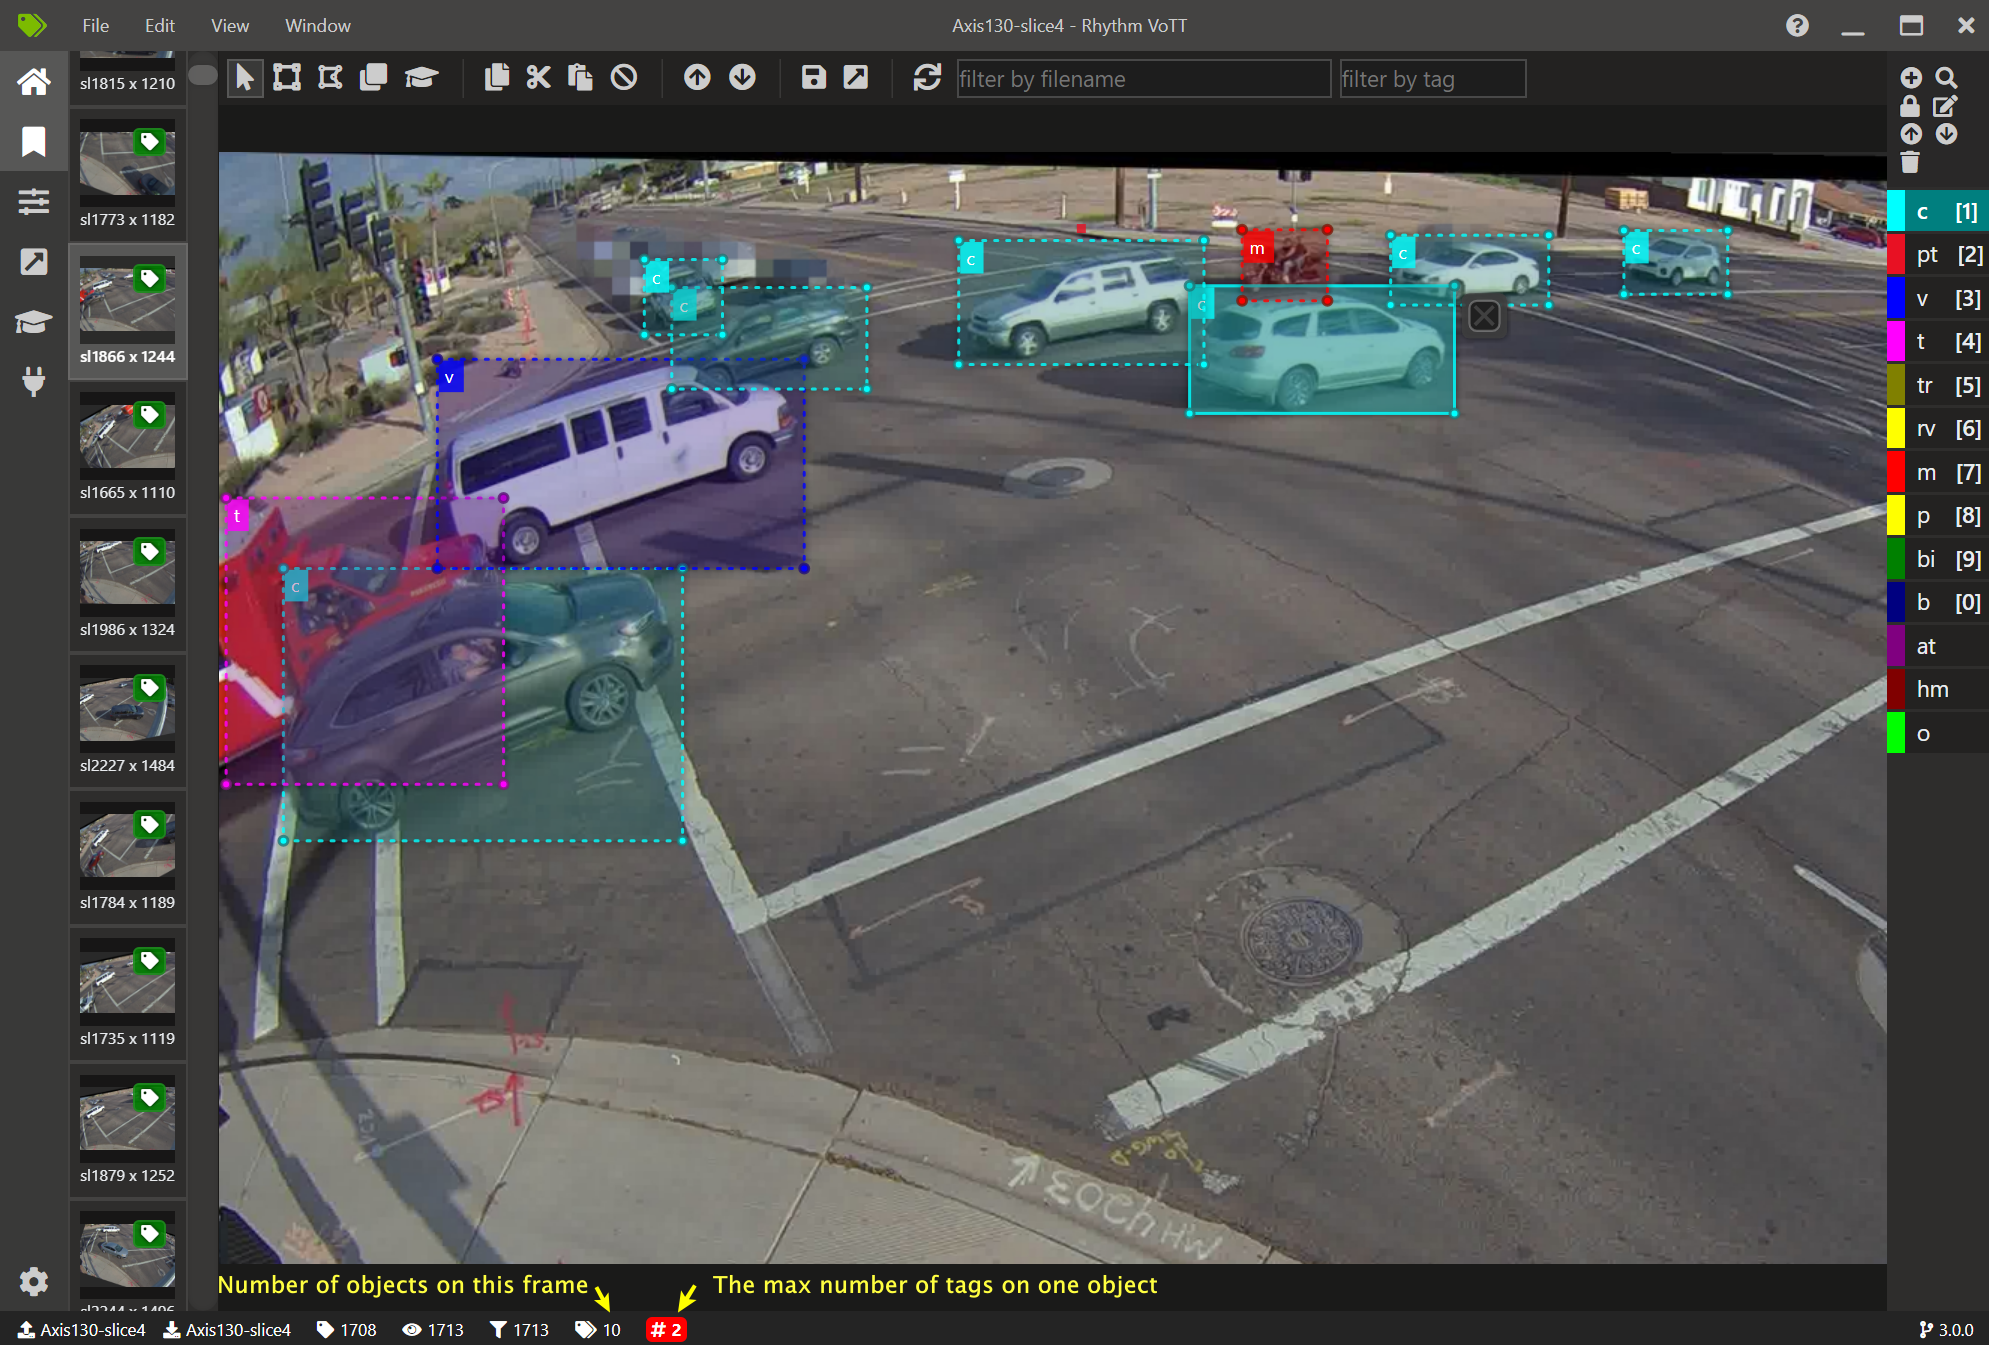 File Edit View Window
Axis130-slice4 - Rhythm VoTT
filter by filename
filter by tag
sl1815 x 1210
sl1773 x 1182
sl1866 x 1244
sl1665 x 1110
sl1986 x 1324
sl2227 x 1484
sl1784 x 1189
sl1735 x 1119
sl1879 x 1252
c
c
c
m
c
c
c
v
t
c
c [1]
pt [2]
v [3]
t [4]
tr [5]
rv [6]
m [7]
p [8]
bi [9]
b [0]
at
hm
o
Number of objects on this frame
The max number of tags on one object
Axis130-slice4 Axis130-slice4 1708 1713 1713 10 # 2
3.0.0